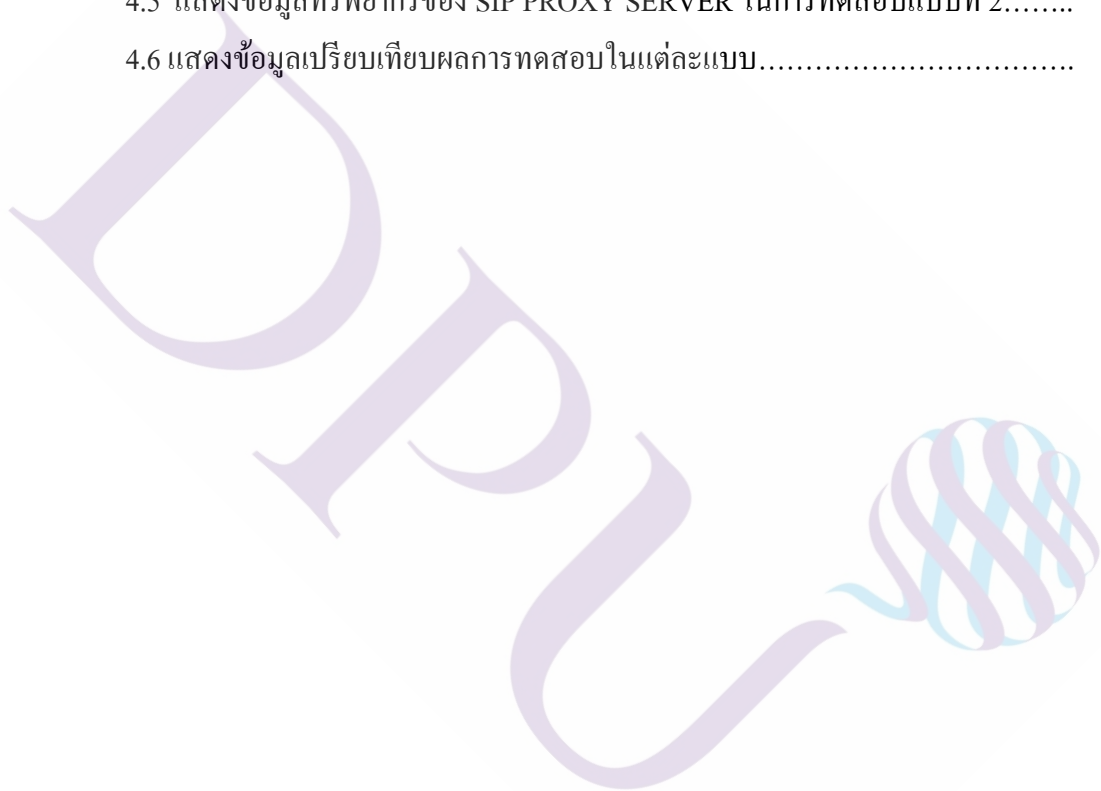 4.5 แสดงข้อมูลทรัพยากรของ SIP PROXY SERVER ในการทดสอบแบบที่ 2........
4.6 แสดงข้อมูลเปรียบเทียบผลการทดสอบในแต่ละแบบ..................................
DPU